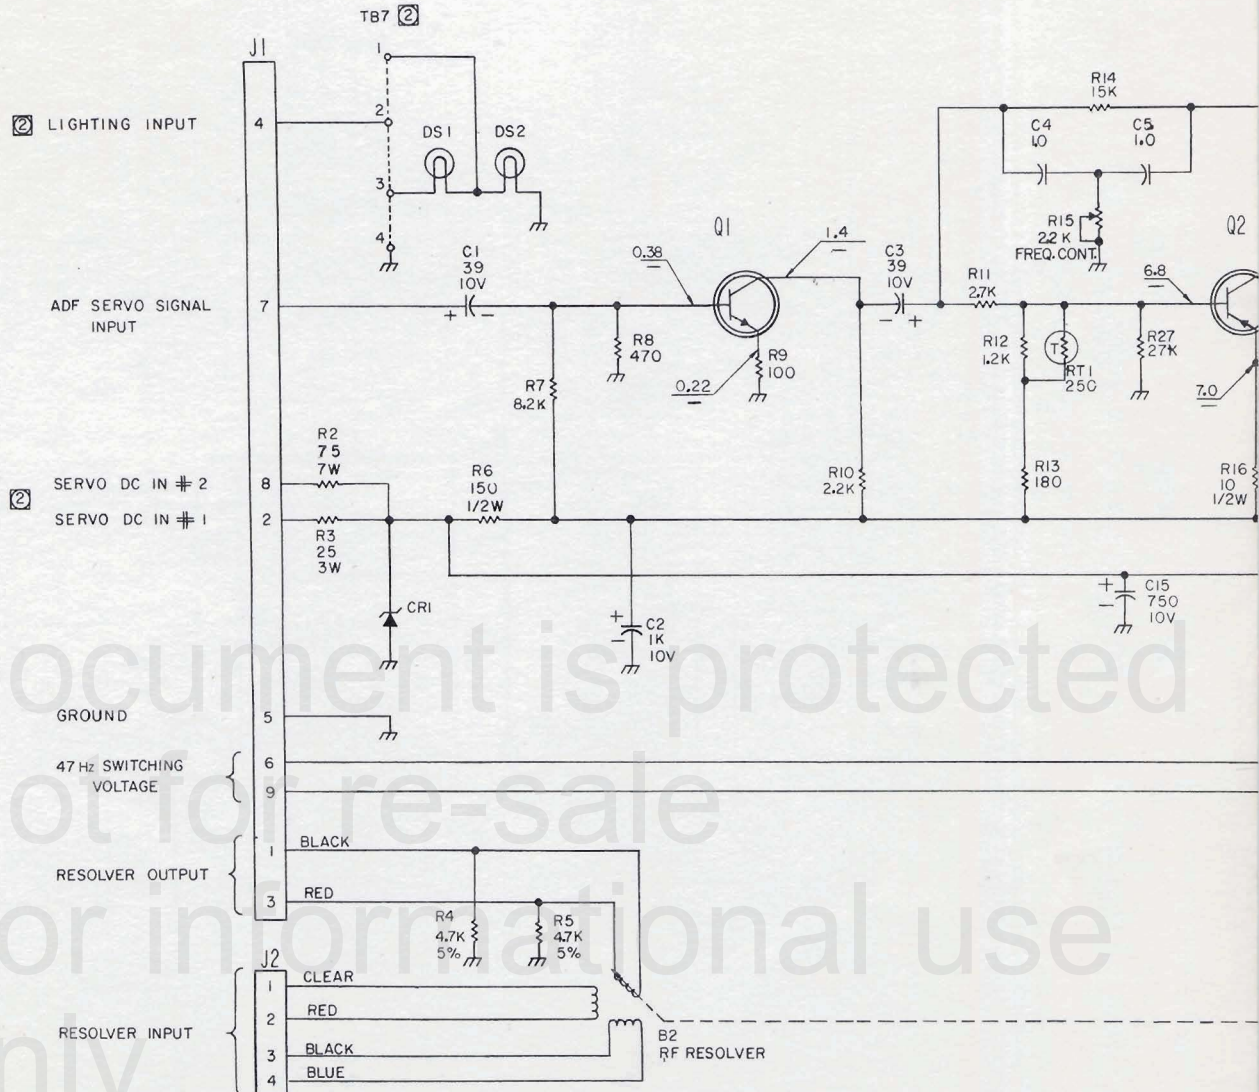 TB7 2
J1
1
2
3
4
2 LIGHTING INPUT
4
DS1 DS2
R14
15K
C4
1.0
C5
1.0
R15
2.2 K
FREQ. CONT.
Q1
Q2
1.4
0.38
0.22
6.8
7.0
C1
39
10V
+ -
ADF SERVO SIGNAL
INPUT
7
R8
470
R9
100
C3
39
10V
- +
R11
2.7K
R12
1.2K
T
RT1
250
R27
27K
R7
8.2K
R2
75
7W
SERVO DC IN # 2
8
2
SERVO DC IN # 1
2
R3
25
3W
R6
150
1/2W
R10
2.2K
R13
180
R16
10
1/2W
CR1
+
-
C2
1K
10V
+
-
C15
750
10V
GROUND
5
47 Hz SWITCHING
VOLTAGE
6
9
RESOLVER OUTPUT
1
BLACK
3
RED
R4
4.7K
5%
R5
4.7K
5%
J2
RESOLVER INPUT
1
CLEAR
2
RED
3
BLACK
4
BLUE
B2
RF RESOLVER
ocument is protected
ot for re-sale
or informational use
nly